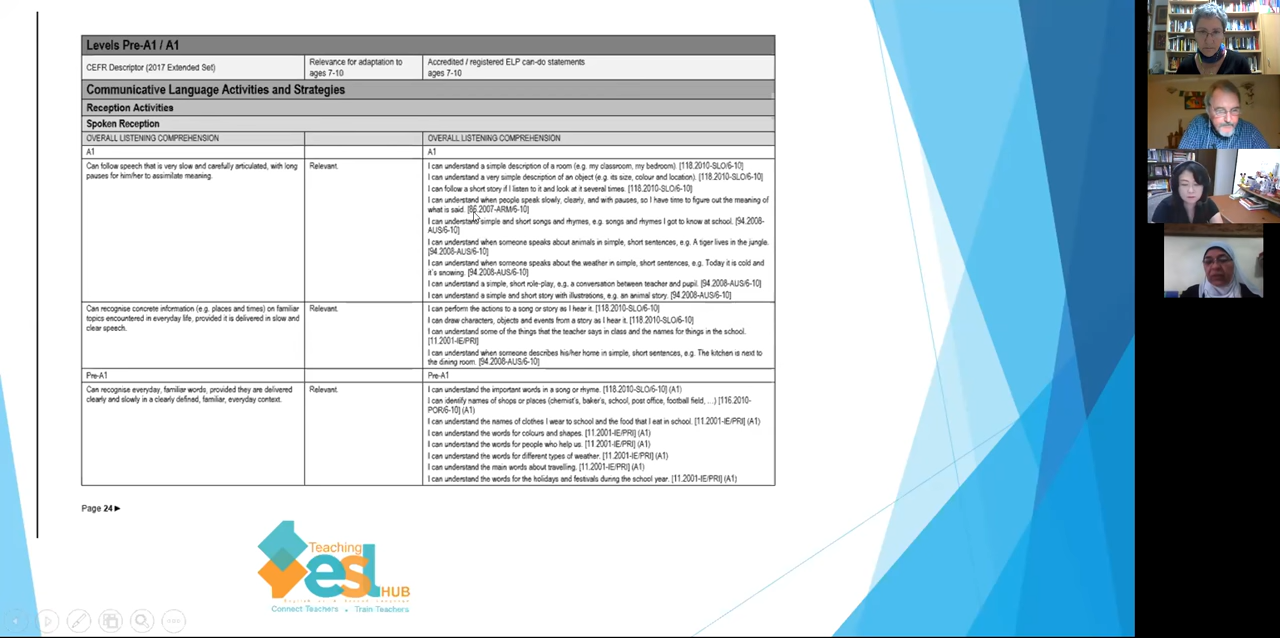 Levels Pre-A1 / A1
CEFR Descriptor (2017 Extended Set)
Relevance for adaptation to
ages 7-10
Accredited / registered ELP can-do statements
ages 7-10
Communicative Language Activities and Strategies
Reception Activities
Spoken Reception
OVERALL LISTENING COMPREHENSION
OVERALL LISTENING COMPREHENSION
A1
A1
Can follow speech that is very slow and carefully articulated, with long
pauses for him/her to assimilate meaning.
Relevant.
I can understand a simple description of a room (e.g. my classroom, my bedroom) [118.2010-SLO/6-10]
I can understand a very simple description of an object (e.g. its size, colour and location). [118.2010-SLO/6-10]
I can follow a short story if I listen to it and look at it several times. [118.2010-SLO/6-10]
I can understand when people speak slowly, clearly, and with pauses, so I have time to figure out the meaning of
what is said. [86.2007-ARM/6-10]
I can understand simple and short songs and rhymes, e.g. songs and rhymes I got to know at school. [94.2008-
AUS/6-10]
I can understand when someone speaks about animals in simple, short sentences, e.g. A tiger lives in the jungle.
[94.2008-AUS/6-10]
I can understand when someone speaks about the weather in simple, short sentences, e.g. Today it is cold and
it's snowing. [94.2008-AUS/6-10]
I can understand a simple, short role-play, e.g. a conversation between teacher and pupil. [94.2008-AUS/6-10]
I can understand a simple and short story with illustrations, e.g. an animal story. [94.2008-AUS/6-10]
Can recognise concrete information (e.g. places and times) on familiar
topics encountered in everyday life, provided it is delivered in slow and
clear speech.
Relevant.
I can perform the actions to a song or story as I hear it. [118.2010-SLO/6-10]
I can draw characters, objects and events from a story as I hear it. [118.2010-SLO/6-10]
I can understand some of the things that the teacher says in class and the names for things in the school.
[11.2001-IE/PRI]
I can understand when someone describes his/her home in simple, short sentences, e.g. The kitchen is next to
the dining room. [94.2008-AUS/6-10]
Pre-A1
Pre-A1
Can recognise everyday, familiar words, provided they are delivered
clearly and slowly in a clearly defined, familiar, everyday context.
Relevant.
I can understand the important words in a song or rhyme. [118.2010-SLO/6-10] (A1)
I can identify names of shops or places (chemist's, baker's, school, post office, football field, ...) [116.2010-
POR/6-10] (A1)
I can understand the names of clothes I wear to school and the food that I eat in school. [11.2001-IE/PRI] (A1)
I can understand the words for colours and shapes. [11.2001-IE/PRI] (A1)
I can understand the words for people who help us. [11.2001-IE/PRI] (A1)
I can understand the words for different types of weather. [11.2001-IE/PRI] (A1)
I can understand the main words about travelling. [11.2001-IE/PRI] (A1)
I can understand the words for the holidays and festivals during the school year. [11.2001-IE/PRI] (A1)
Page 24 ►
Teaching
esl
HUB
Connect Teachers . Train Teachers